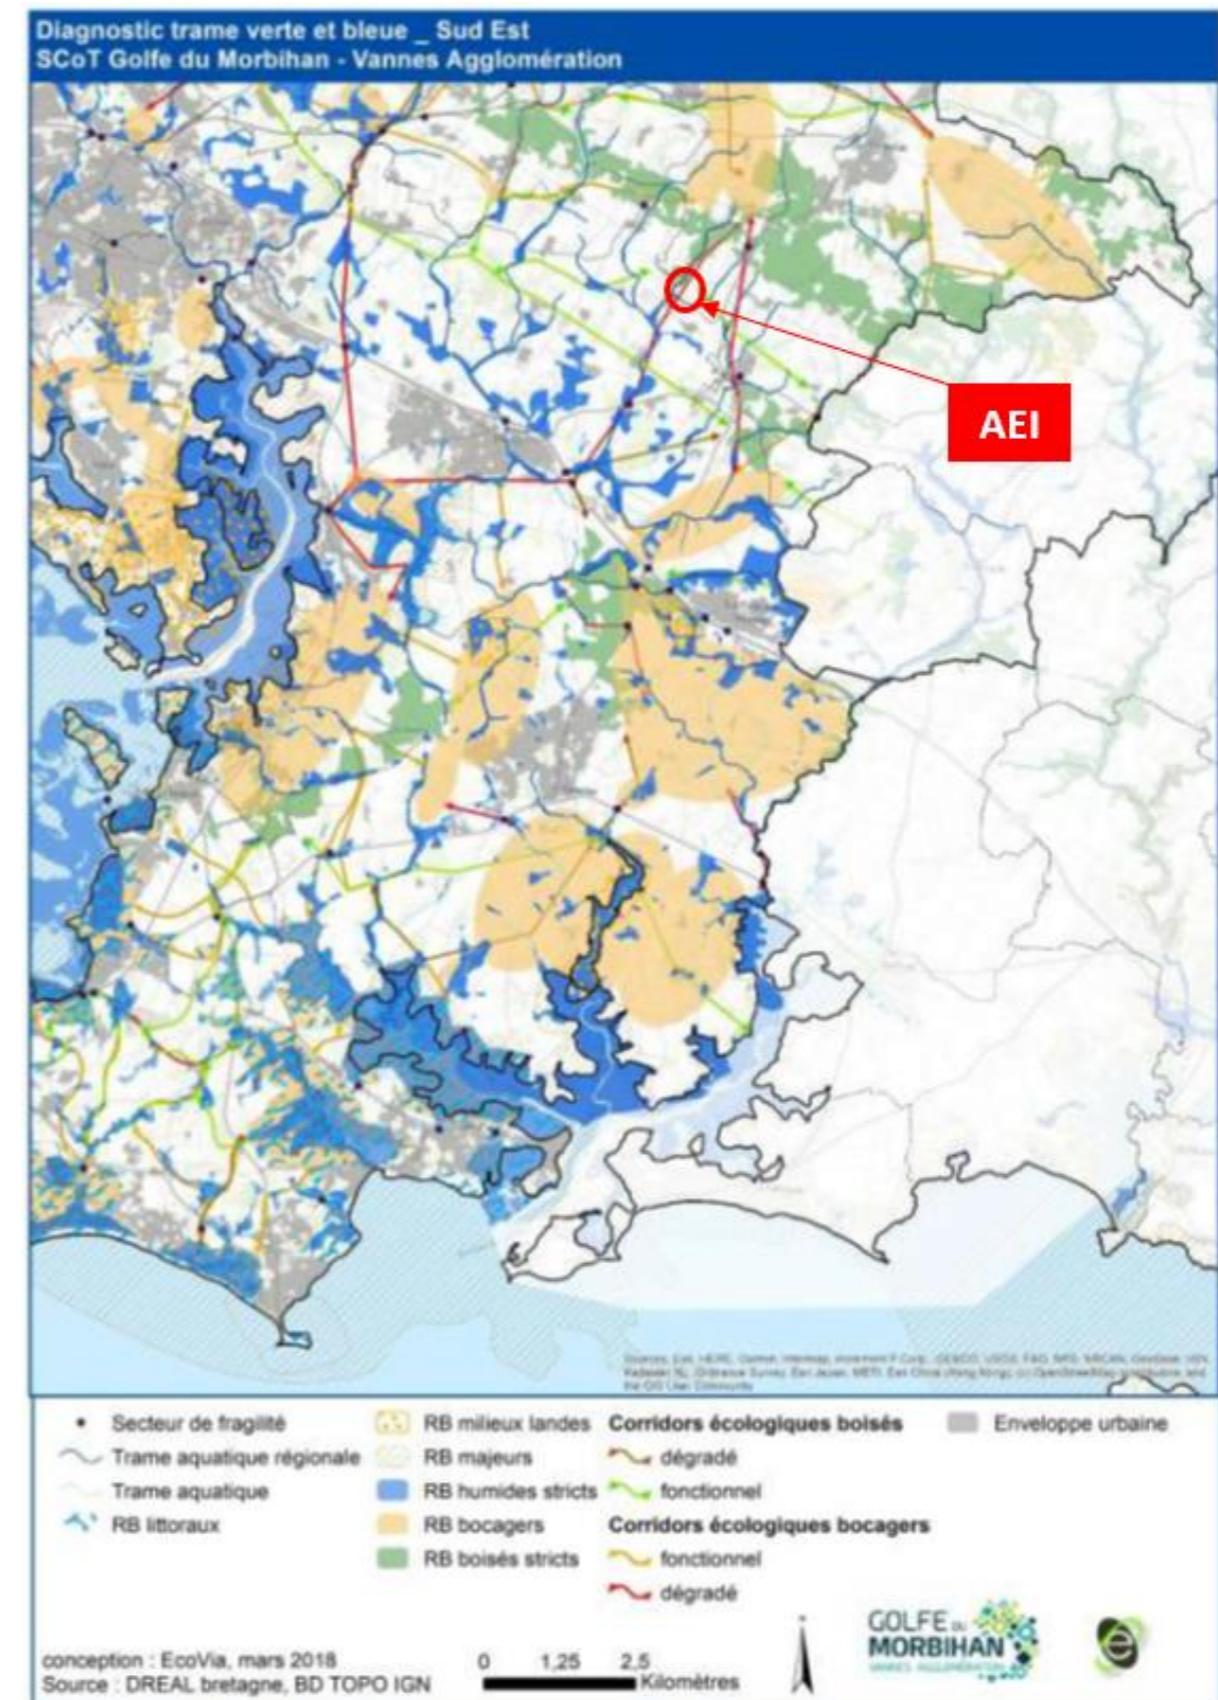 Diagnostic trame verte et bleue _ Sud Est
SCoT Golfe du Morbihan - Vannes Agglomération
AEI
Secteur de fragilité
Trame aquatique régionale
Trame aquatique
RB littoraux
RB milieux landes
RB majeurs
RB humides stricts
RB bocagers
RB boisés stricts
Corridors écologiques boisés
dégradé
fonctionnel
Corridors écologiques bocagers
fonctionnel
dégradé
Enveloppe urbaine
conception : EcoVia, mars 2018
Source : DREAL bretagne, BD TOPO IGN
0 1,25 2,5
Kilomètres
GOLFE DU
MORBIHAN
VANNES AGGLOMÉRATION